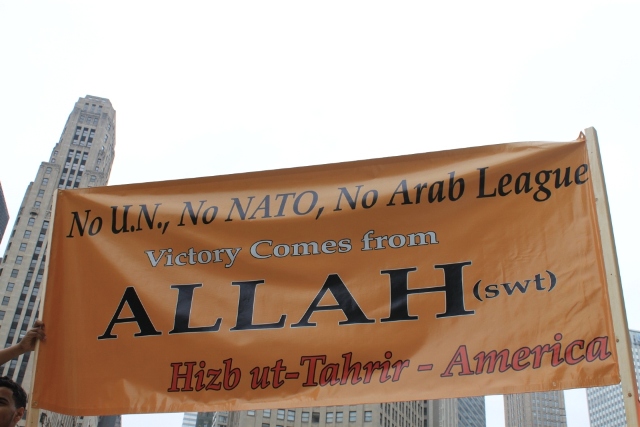 No U.N., No NATO, No Arab League
Victory Comes from
ALLAH (swt)
Hizb ut-Tahrir - America